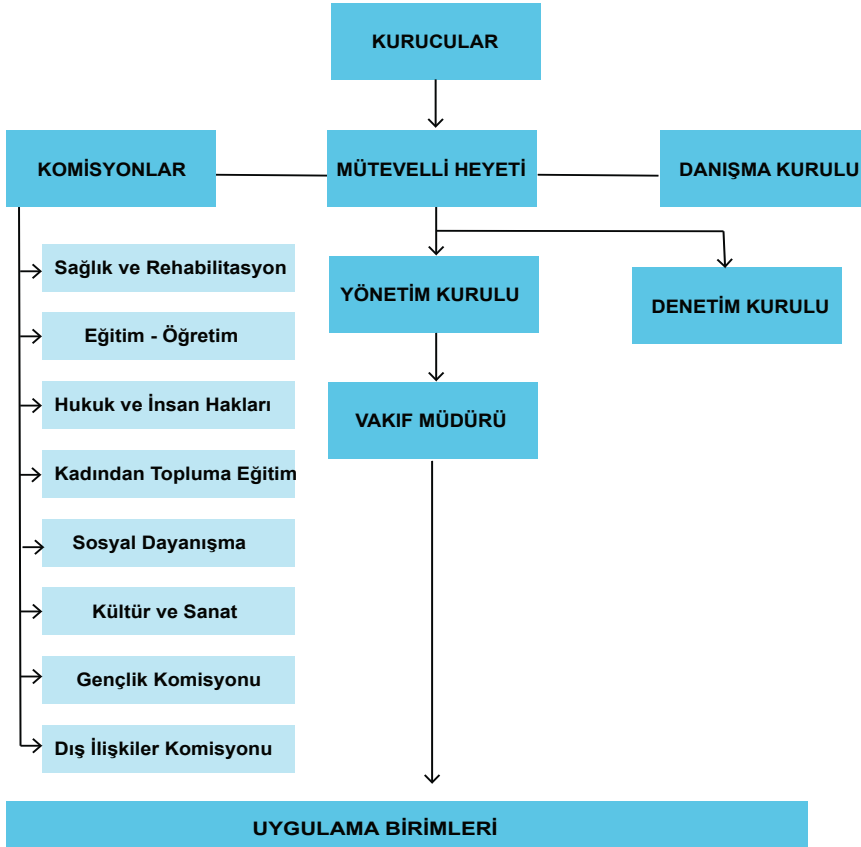 KURUCULAR
KOMİSYONLAR
MÜTEVELLİ HEYETİ
DANIŞMA KURULU
Sağlık ve Rehabilitasyon
Eğitim - Öğretim
Hukuk ve İnsan Hakları
Kadından Topluma Eğitim
Sosyal Dayanışma
Kültür ve Sanat
Gençlik Komisyonu
Dış İlişkiler Komisyonu
YÖNETİM KURULU
DENETİM KURULU
VAKIF MÜDÜRÜ
UYGULAMA BİRİMLERİ